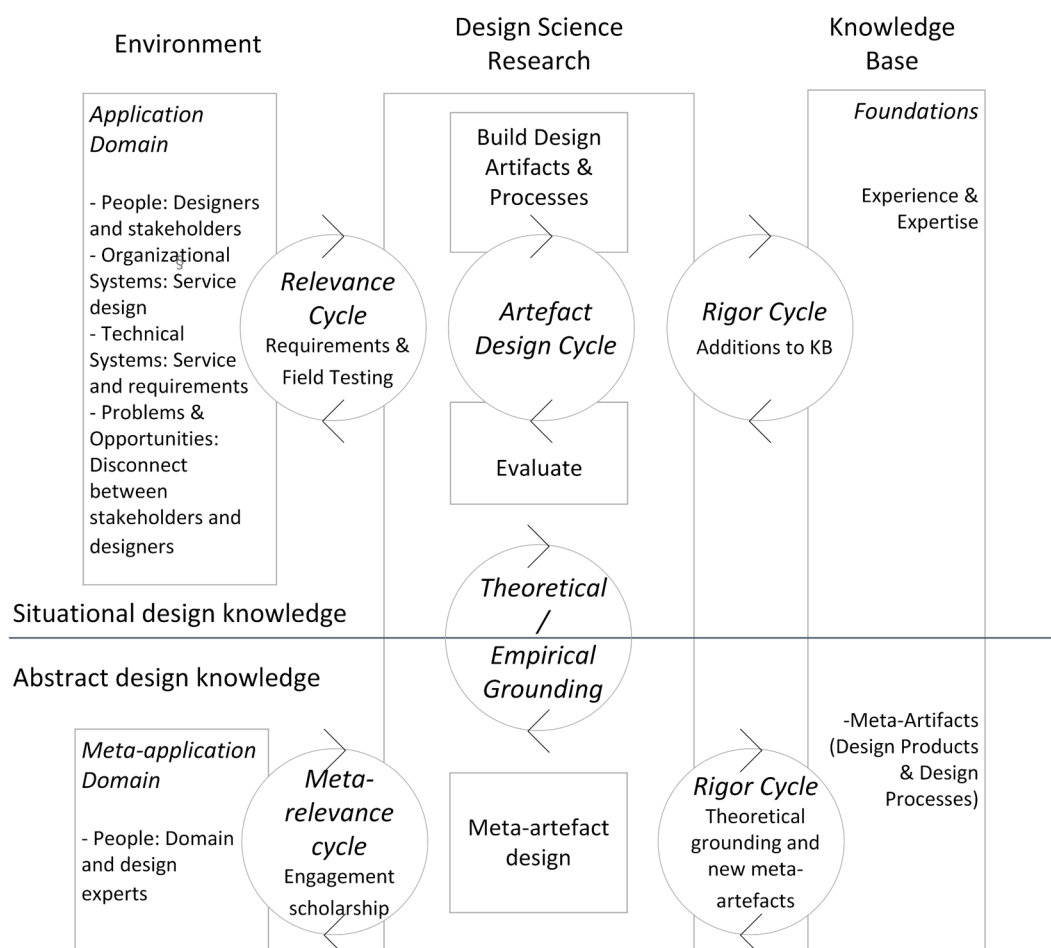 Environment
Design Science
Research
Knowledge
Base
Application
Domain
- People: Designers
and stakeholders
- Organizational
§
Systems: Service
design
- Technical
Systems: Service
and requirements
- Problems &
Opportunities:
Disconnect
between
stakeholders and
designers
Relevance
Cycle
Requirements &
Field Testing
Build Design
Artifacts &
Processes
Artefact
Design Cycle
Evaluate
Rigor Cycle
Additions to KB
Foundations
Experience &
Expertise
Theoretical
/
Empirical
Grounding
Situational design knowledge
Abstract design knowledge
Meta-application
Domain
- People: Domain
and design
experts
Meta-
relevance
cycle
Engagement
scholarship
Meta-artefact
design
Rigor Cycle
Theoretical
grounding and
new meta-
artefacts
-Meta-Artifacts
(Design Products
& Design
Processes)